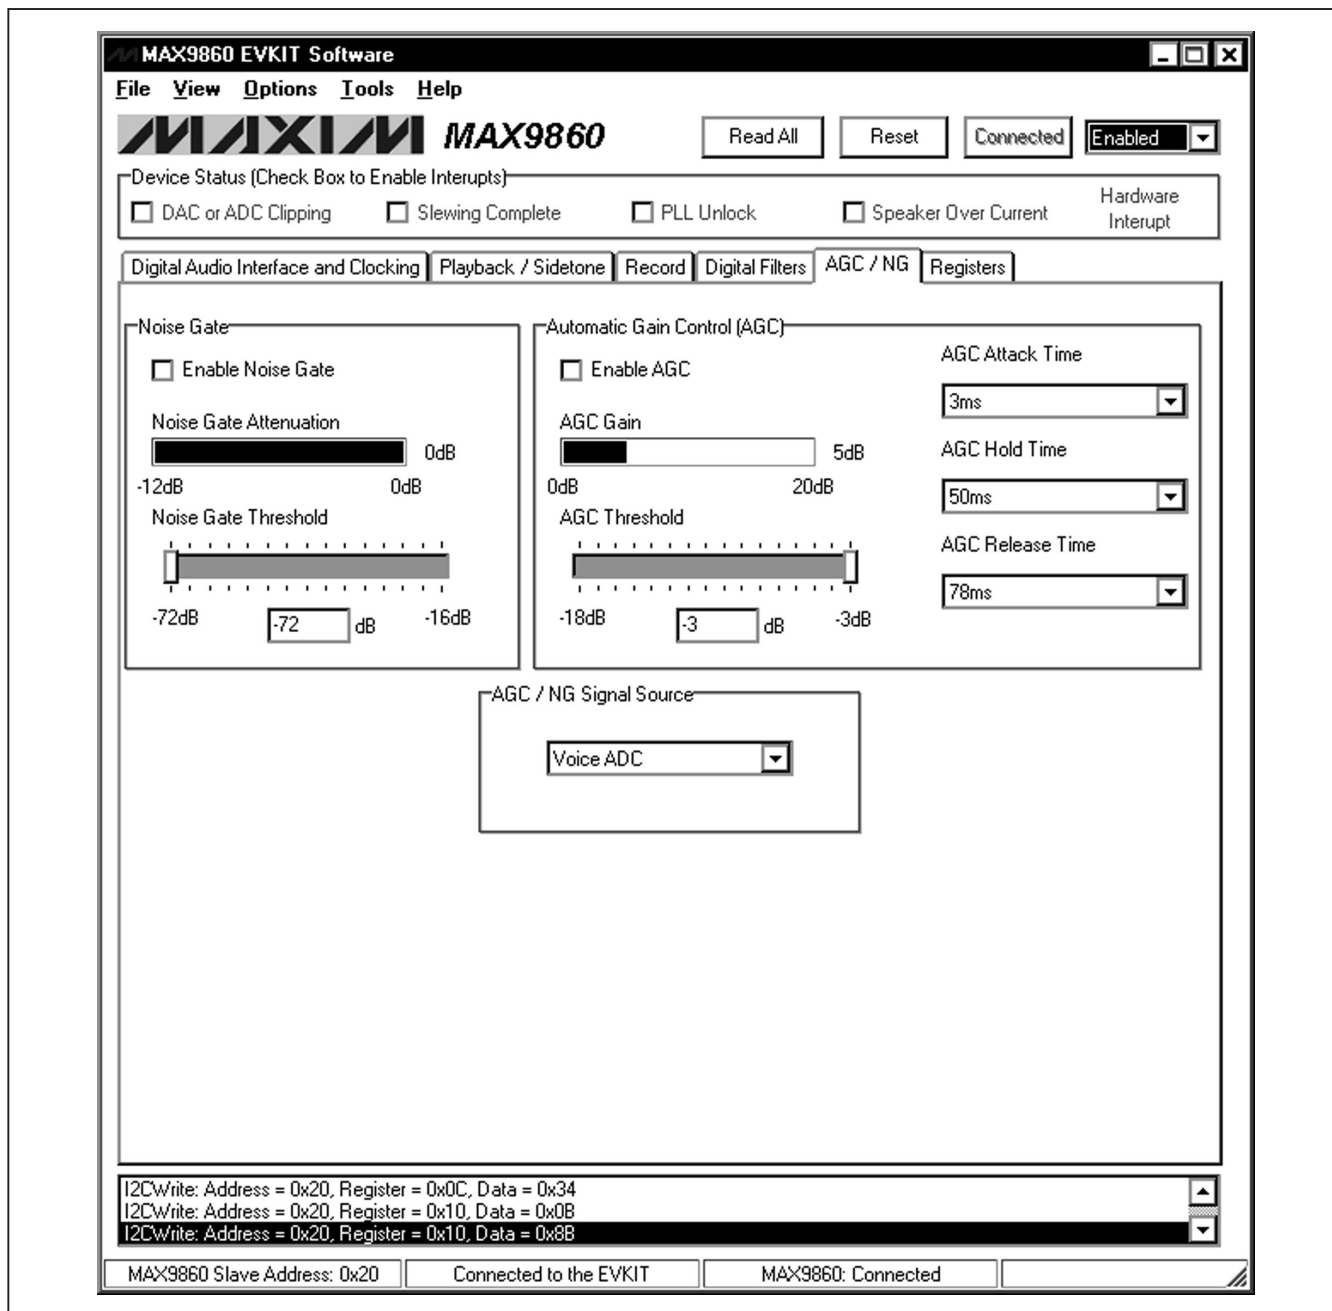 MAX9860 EVKIT Software
File View Options Tools Help
MAXIM MAX9860 Read All Reset Connected Enabled
Device Status (Check Box to Enable Interupts)
DAC or ADC Clipping Slewing Complete PLL Unlock Speaker Over Current Hardware Interupt
Digital Audio Interface and Clocking Playback / Sidetone Record Digital Filters AGC / NG Registers
Noise Gate
Enable Noise Gate
Noise Gate Attenuation
0dB
-12dB 0dB
Noise Gate Threshold
-72dB -72 dB -16dB
Automatic Gain Control (AGC)
Enable AGC
AGC Gain
5dB
0dB 20dB
AGC Threshold
-18dB -3 dB -3dB
AGC Attack Time
3ms
AGC Hold Time
50ms
AGC Release Time
78ms
AGC / NG Signal Source
Voice ADC
I2CWrite: Address = 0x20, Register = 0x0C, Data = 0x34
I2CWrite: Address = 0x20, Register = 0x10, Data = 0x0B
I2CWrite: Address = 0x20, Register = 0x10, Data = 0x8B
MAX9860 Slave Address: 0x20 Connected to the EVKIT MAX9860: Connected